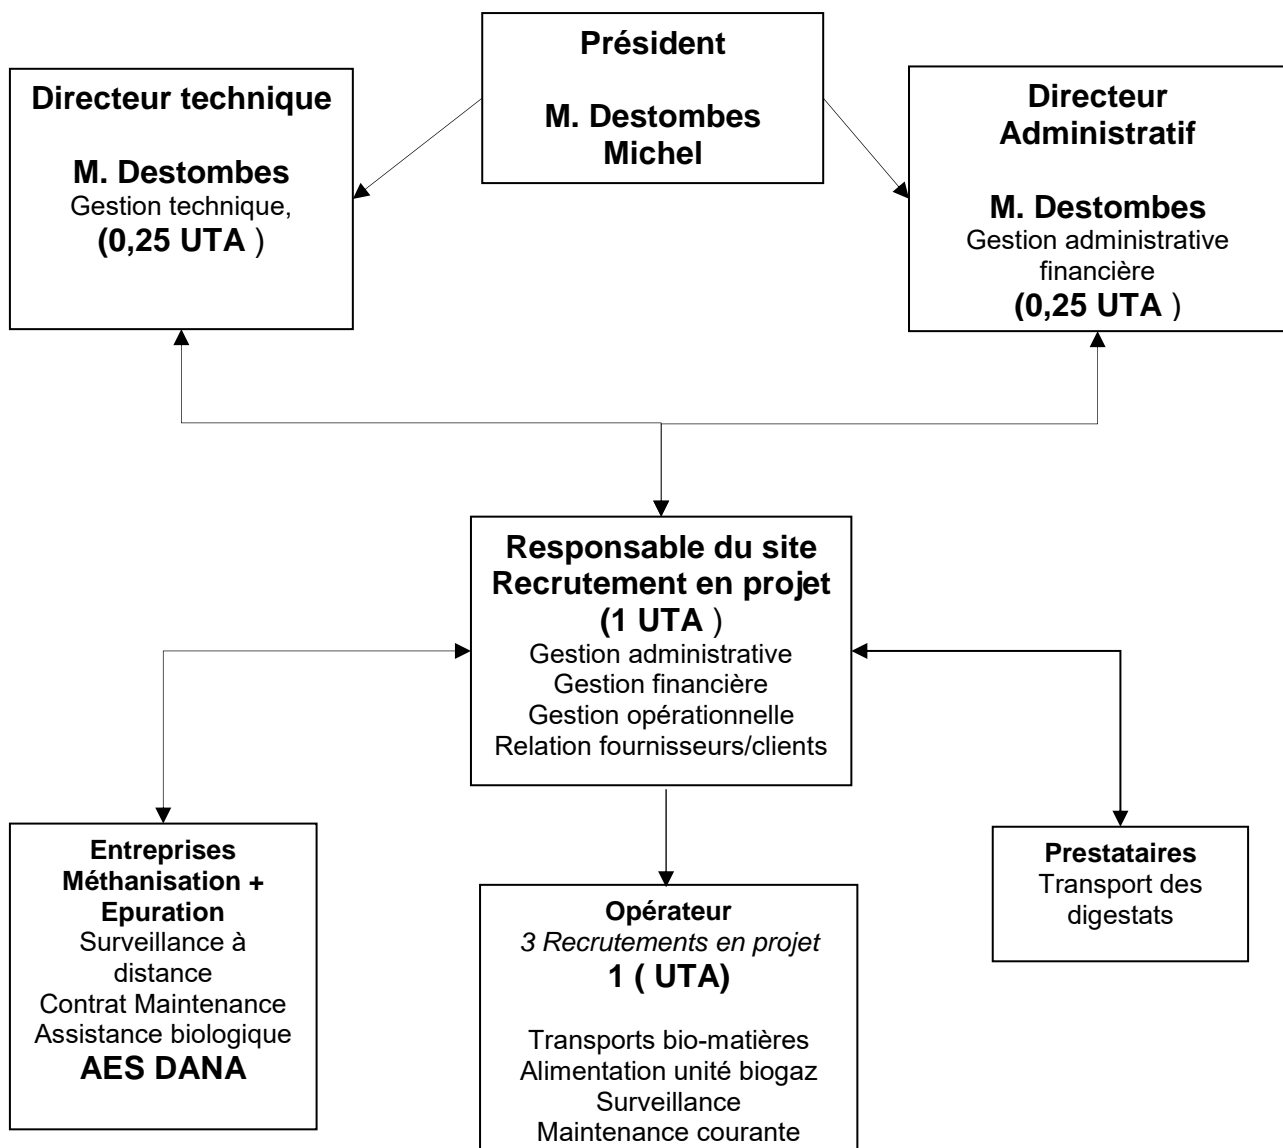 Président
M. Destombes
Michel
Directeur technique
M. Destombes
Gestion technique,
(0,25 UTA )
Directeur
Administratif
M. Destombes
Gestion administrative
financière
(0,25 UTA )
Responsable du site
Recrutement en projet
(1 UTA )
Gestion administrative
Gestion financière
Gestion opérationnelle
Relation fournisseurs/clients
Entreprises
Méthanisation +
Epuration
Surveillance à
distance
Contrat Maintenance
Assistance biologique
AES DANA
Opérateur
3 Recrutements en projet
1 ( UTA)
Transports bio-matières
Alimentation unité biogaz
Surveillance
Maintenance courante
Prestataires
Transport des
digestats